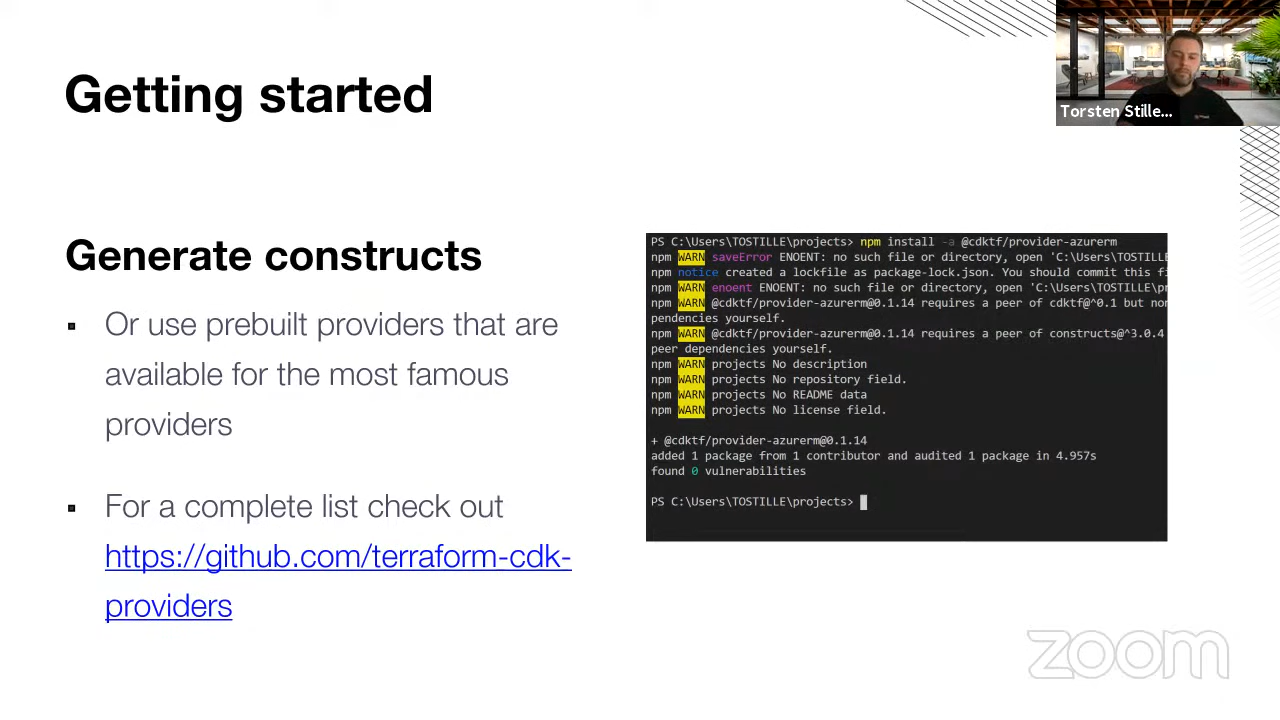 Getting started
Torsten Stille...
Generate constructs
Or use prebuilt providers that are
available for the most famous
providers
For a complete list check out
https://github.com/terraform-cdk-
providers
PS C:\Users\TOSTILLE\projects> npm install -a @cdktf/provider-azurerm
npm WARN saveError ENOENT: no such file or directory, open 'C:\Users\TOSTILLE
npm notice created a lockfile as package-lock.json. You should commit this fi
npm WARN enoent ENOENT: no such file or directory, open 'C:\Users\TOSTILLE\pr
npm WARN @cdktf/provider-azurerm@0.1.14 requires a peer of cdktf@^0.1 but non
pendencies yourself.
npm WARN @cdktf/provider-azurerm@0.1.14 requires a peer of constructs@^3.0.4
peer dependencies yourself.
npm WARN projects No description
npm WARN projects No repository field.
npm WARN projects No README data
npm WARN projects No license field.
+ @cdktf/provider-azurerm@0.1.14
added 1 package from 1 contributor and audited 1 package in 4.957s
found 0 vulnerabilities
PS C:\Users\TOSTILLE\projects>
zoom